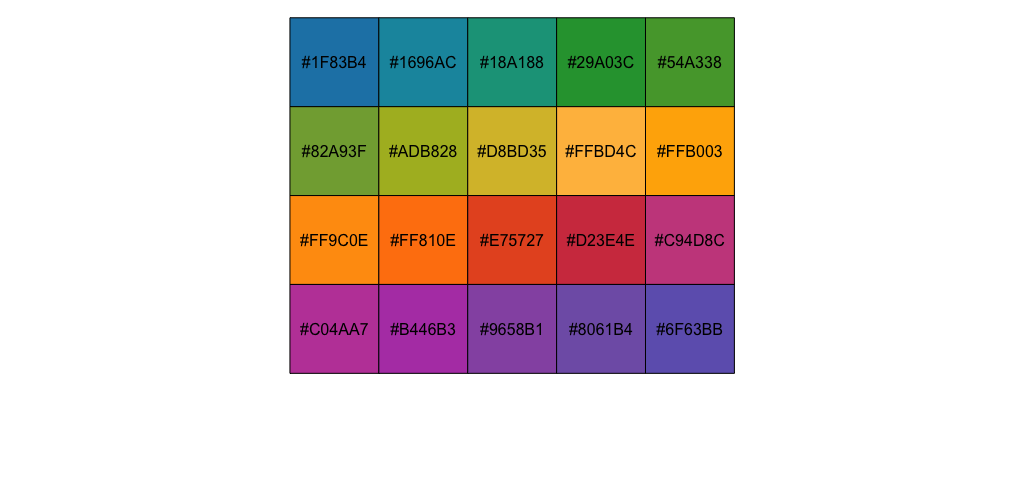 #1F83B4 #1696AC #18A188 #29A03C #54A338
#82A93F #ADB828 #D8BD35 #FFBD4C #FFB003
#FF9C0E #FF810E #E75727 #D23E4E #C94D8C
#C04AA7 #B446B3 #9658B1 #8061B4 #6F63BB